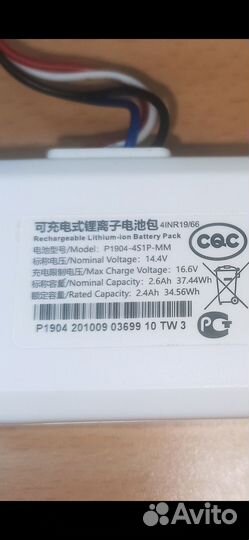 可充电式锂离子电池包 4INR19/66
Rechargeable Lithium-ion Battery Pack
电池型号/Model: P1904-4S1P-MM
标称电压/Nominal Voltage: 14.4V
充电限制电压/Max Charge Voltage: 16.6V
标称容量/Nominal Capacity: 2.6Ah 37.44Wh
额定容量/Rated Capacity: 2.4Ah 34.56Wh
CQC
P1904 201009 03699 10 TW 3
Avito